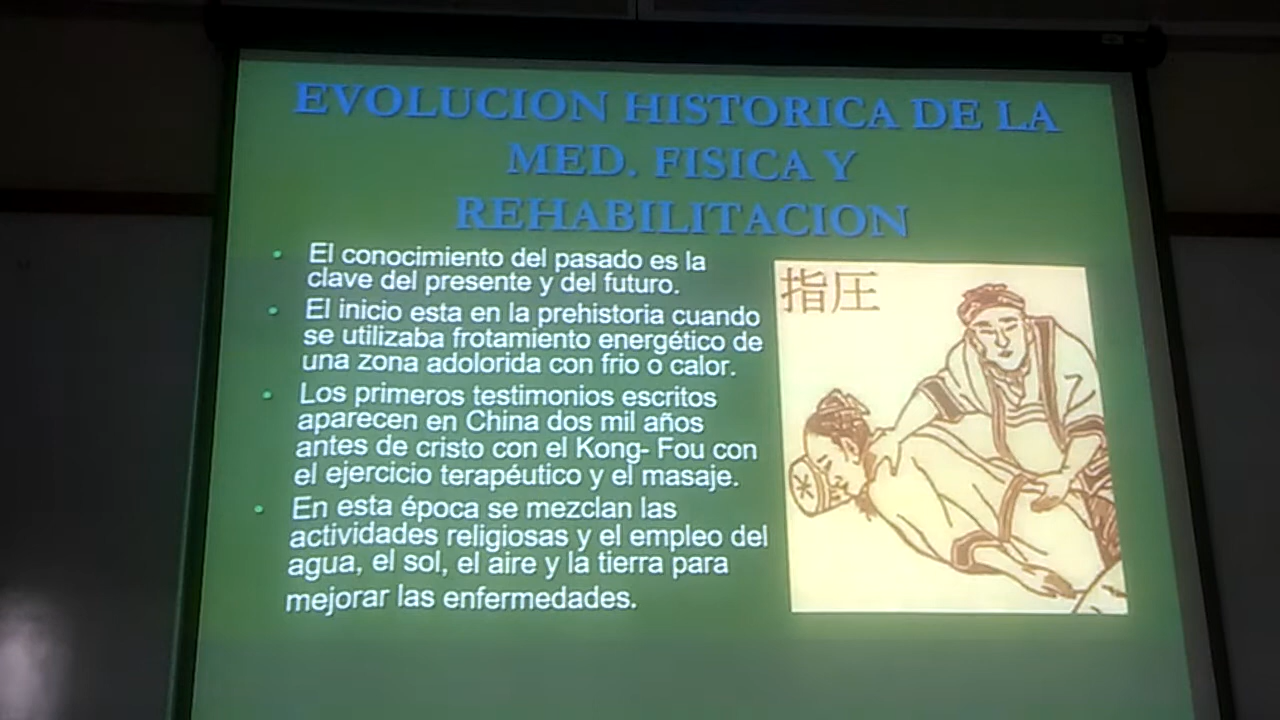 EVOLUCION HISTORICA DE LA
MED. FISICA Y
REHABILITACION
• El conocimiento del pasado es la
clave del presente y del futuro.
• El inicio esta en la prehistoria cuando
se utilizaba frotamiento energético de
una zona adolorida con frio o calor.
• Los primeros testimonios escritos
aparecen en China dos mil años
antes de cristo con el Kong- Fou con
el ejercicio terapéutico y el masaje.
• En esta época se mezclan las
actividades religiosas y el empleo del
agua, el sol, el aire y la tierra para
mejorar las enfermedades.
指圧